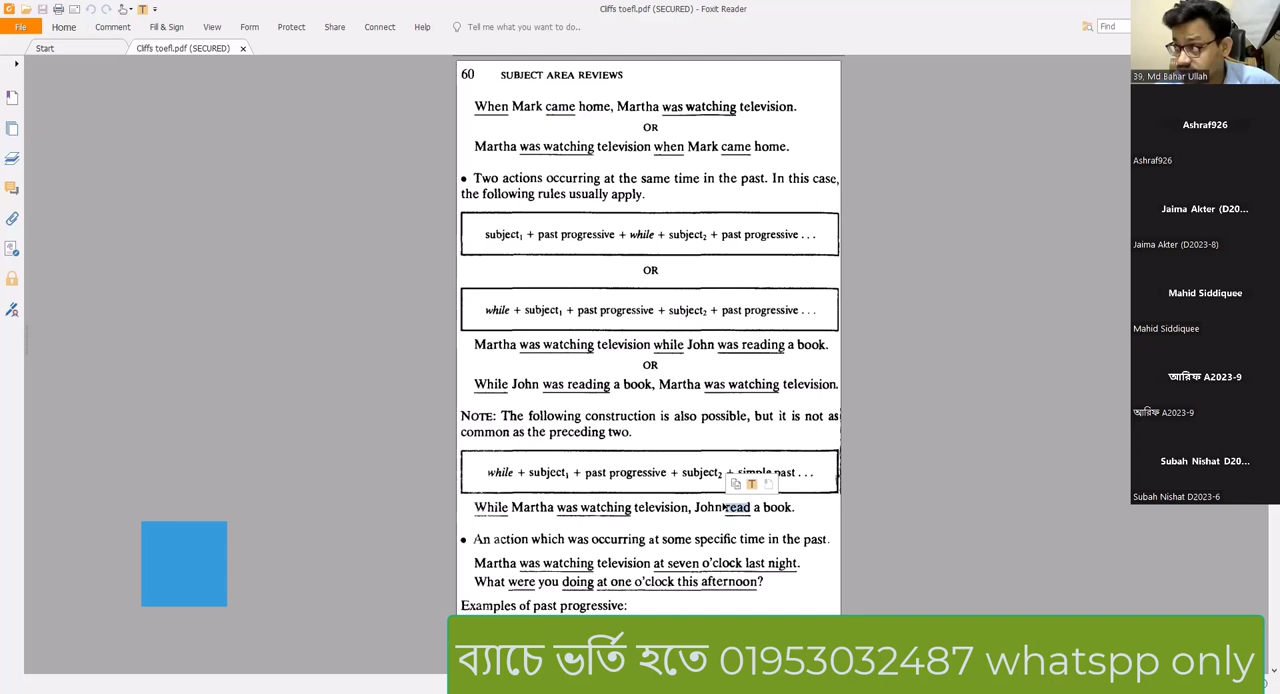 Cliffs toefl.pdf (SECURED) - Foxit Reader
File Home Comment Fill & Sign View Form Protect Share Connect Help Tell me what you want to do.. Find
Start Cliffs toefl.pdf (SECURED)
60 SUBJECT AREA REVIEWS
When Mark came home, Martha was watching television.
OR
Martha was watching television when Mark came home.
• Two actions occurring at the same time in the past. In this case,
the following rules usually apply.
subject₁ + past progressive + while + subject₂ + past progressive . . .
OR
while + subject₁ + past progressive + subject₂ + past progressive . . .
Martha was watching television while John was reading a book.
OR
While John was reading a book, Martha was watching television.
NOTE: The following construction is also possible, but it is not as
common as the preceding two.
while + subject₁ + past progressive + subject₂ + simple past . . .
While Martha was watching television, John read a book.
• An action which was occurring at some specific time in the past.
Martha was watching television at seven o'clock last night.
What were you doing at one o'clock this afternoon?
Examples of past progressive:
39, Md Bahar Ullah
Ashraf926
Ashraf926
Jaima Akter (D20...
Jaima Akter (D2023-8)
Mahid Siddiquee
Mahid Siddiquee
আরিফ A2023-9
আরিফ A2023-9
Subah Nishat D20...
Subah Nishat D2023-6
ব্যাচে ভর্তি হতে 01953032487 whatspp only